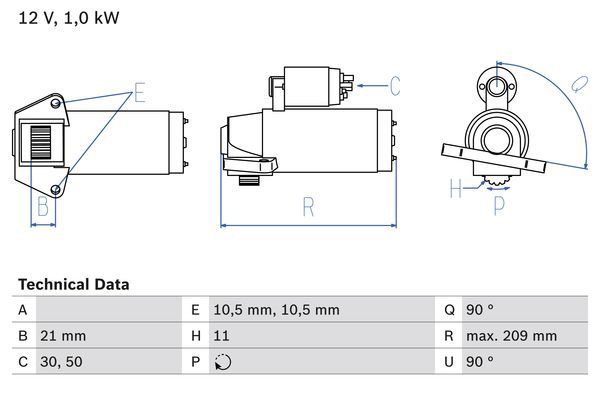 12 V, 1,0 kW
E
B
C
R
Q
H
P
Technical Data
A E 10,5 mm, 10,5 mm Q 90 °
B 21 mm H 11 R max. 209 mm
C 30, 50 P U 90 °